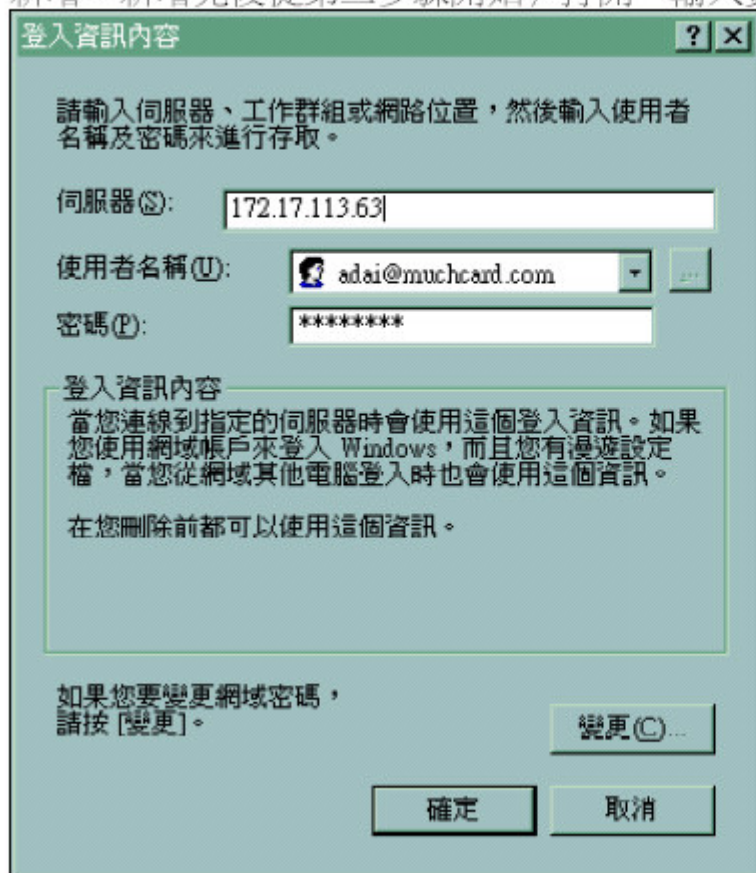 登入資訊內容
請輸入伺服器、工作群組或網路位置，然後輸入使用者
名稱及密碼來進行存取。
伺服器(S): 172.17.113.63
使用者名稱(U): adai@muchcard.com ...
密碼(P): ********
登入資訊內容
當您連線到指定的伺服器時會使用這個登入資訊。如果
您使用網域帳戶來登入 Windows，而且您有漫遊設定
檔，當您從網域其他電腦登入時也會使用這個資訊。
在您刪除前都可以使用這個資訊。
如果您要變更網域密碼，
請按 [變更]。
變更(C)...
確定 取消